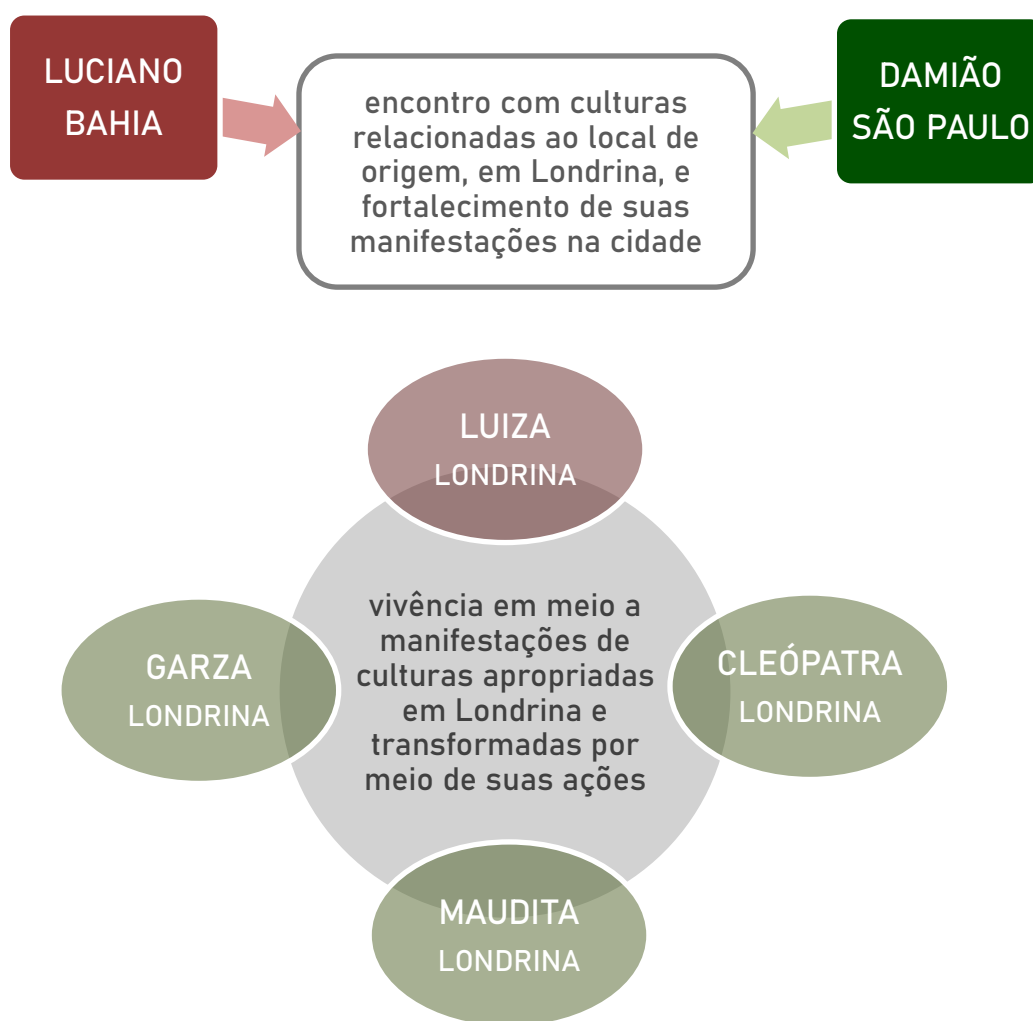 LUCIANO
BAHIA
encontro com culturas
relacionadas ao local de
origem, em Londrina, e
fortalecimento de suas
manifestações na cidade
DAMIÃO
SÃO PAULO
LUIZA
LONDRINA
GARZA
LONDRINA
vivência em meio a
manifestações de
culturas apropriadas
em Londrina e
transformadas por
meio de suas ações
CLEÓPATRA
LONDRINA
MAUDITA
LONDRINA